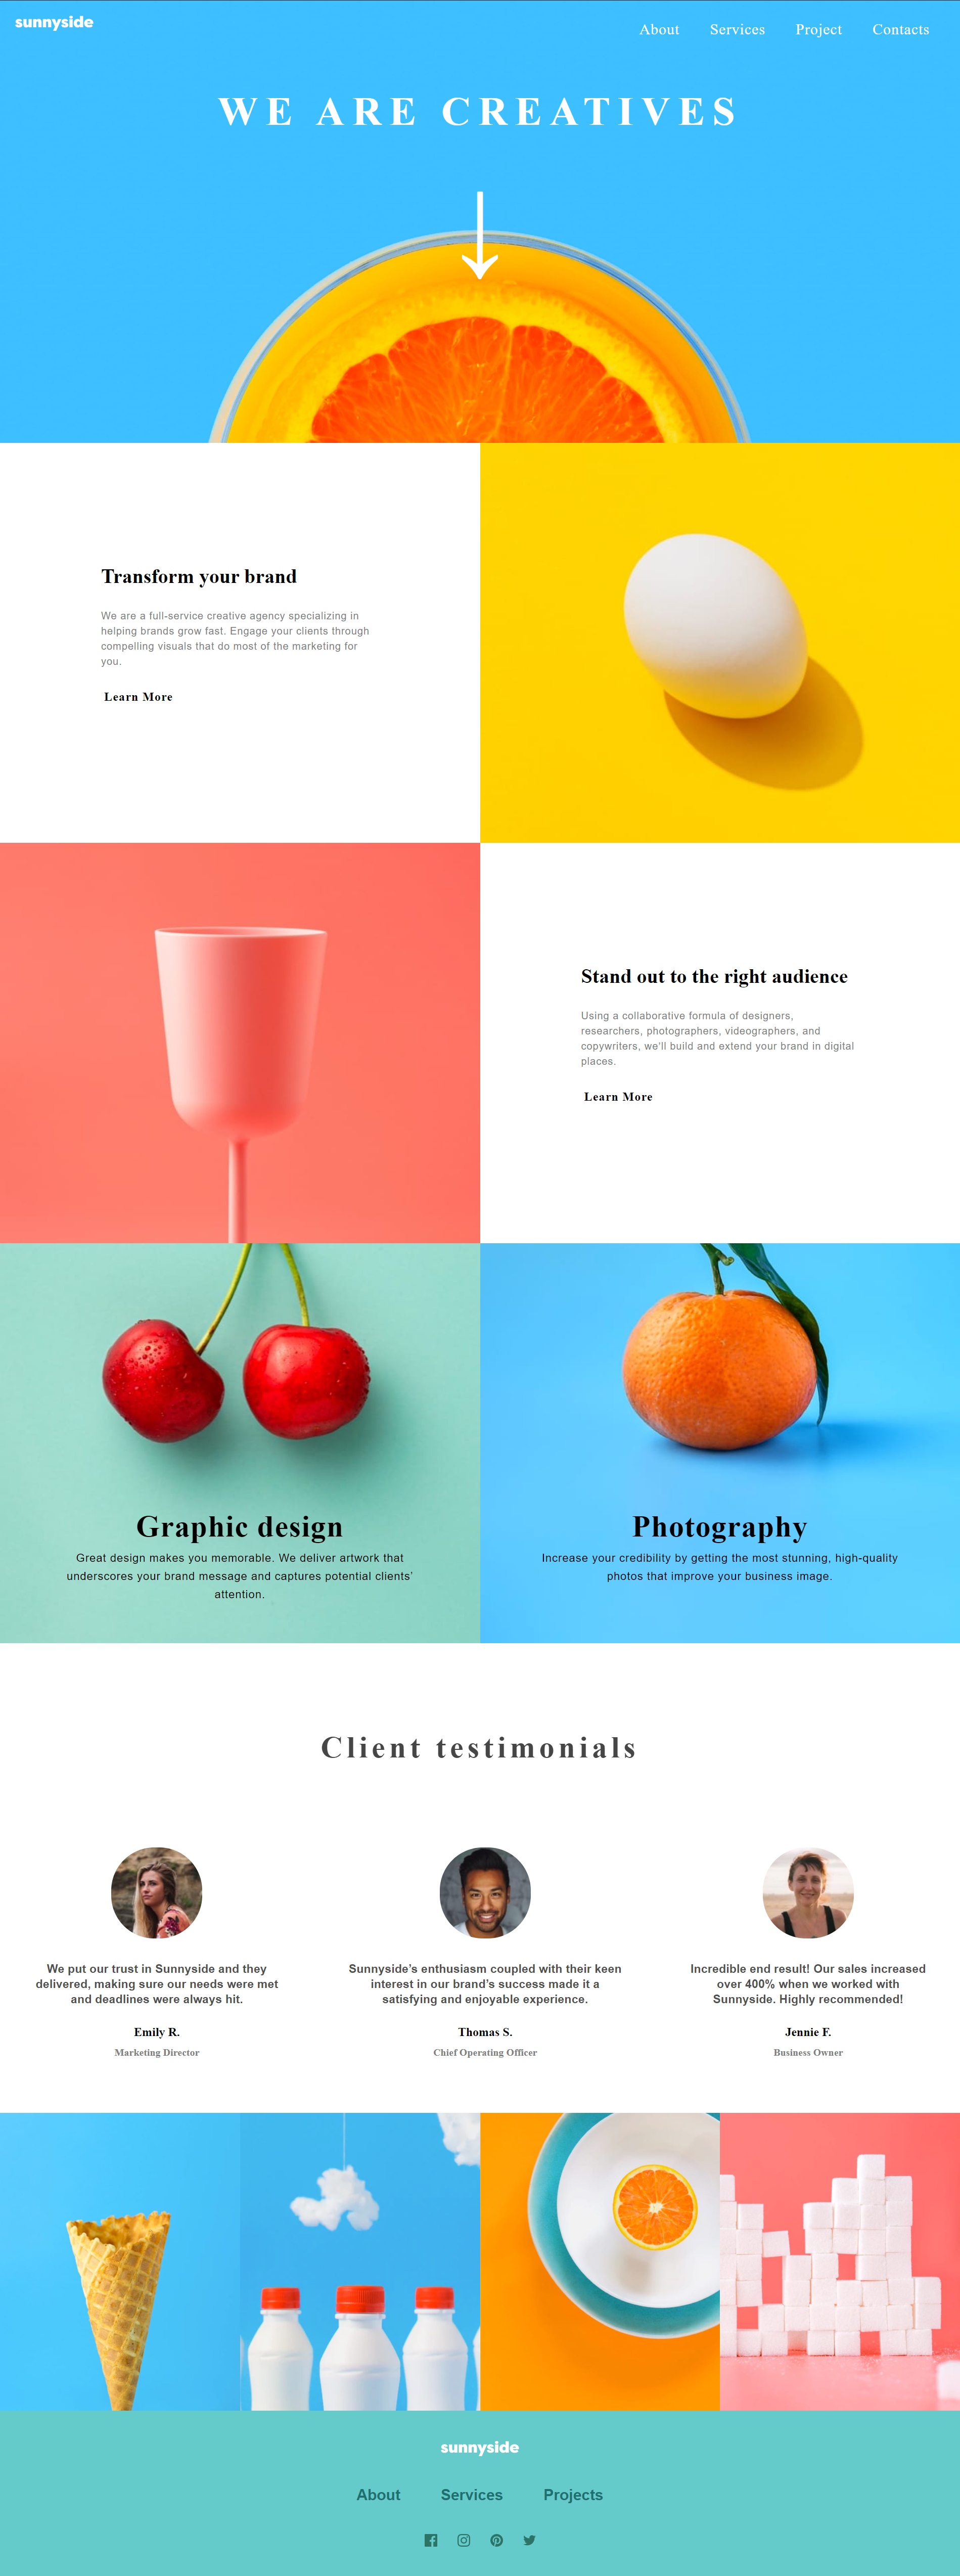 sunnyside
About Services Project Contacts
WE ARE CREATIVES
Transform your brand
We are a full-service creative agency specializing in
helping brands grow fast. Engage your clients through
compelling visuals that do most of the marketing for
you.
Learn More
Stand out to the right audience
Using a collaborative formula of designers,
researchers, photographers, videographers, and
copywriters, we'll build and extend your brand in digital
places.
Learn More
Graphic design
Great design makes you memorable. We deliver artwork that
underscores your brand message and captures potential clients'
attention.
Photography
Increase your credibility by getting the most stunning, high-quality
photos that improve your business image.
Client testimonials
We put our trust in Sunnyside and they
delivered, making sure our needs were met
and deadlines were always hit.
Emily R.
Marketing Director
Sunnyside's enthusiasm coupled with their keen
interest in our brand's success made it a
satisfying and enjoyable experience.
Thomas S.
Chief Operating Officer
Incredible end result! Our sales increased
over 400% when we worked with
Sunnyside. Highly recommended!
Jennie F.
Business Owner
sunnyside
About Services Projects